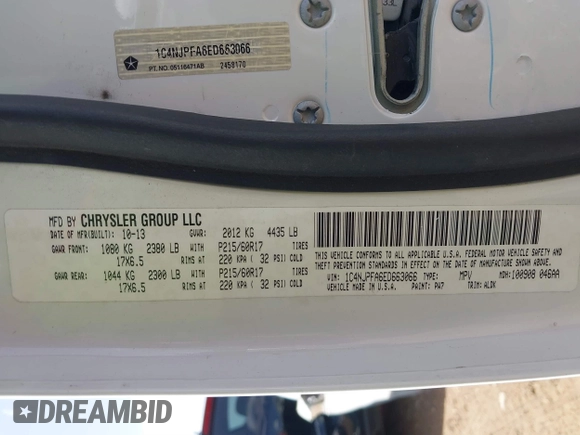 33C
1C4NJPFA6ED663066
PT. NO. 05116471AB 2458170
MFD BY CHRYSLER GROUP LLC
DATE OF MFR(BUILT): 10-13 GVWR: 2012 KG 4435 LB
GAWR FRONT: 1080 KG 2380 LB WITH P215/60R17 TIRES
17X6.5 RIMS AT 220 KPA ( 32 PSI) COLD
GAWR REAR: 1044 KG 2300 LB WITH P215/60R17 TIRES
17X6.5 RIMS AT 220 KPA ( 32 PSI) COLD
THIS VEHICLE CONFORMS TO ALL APPLICABLE U.S.A. FEDERAL MOTOR VEHICLE SAFETY AND
THEFT PREVENTION STANDARDS IN EFFECT ON THE DATE OF MANUFACTURE SHOWN ABOVE.
VIN: 1C4NJPFA6ED663066 TYPE: MPV MDH: 100908 046AA
VEHICLE MADE IN U.S.A. PAINT: PW7 TRIM: ALDK
DREAMBID